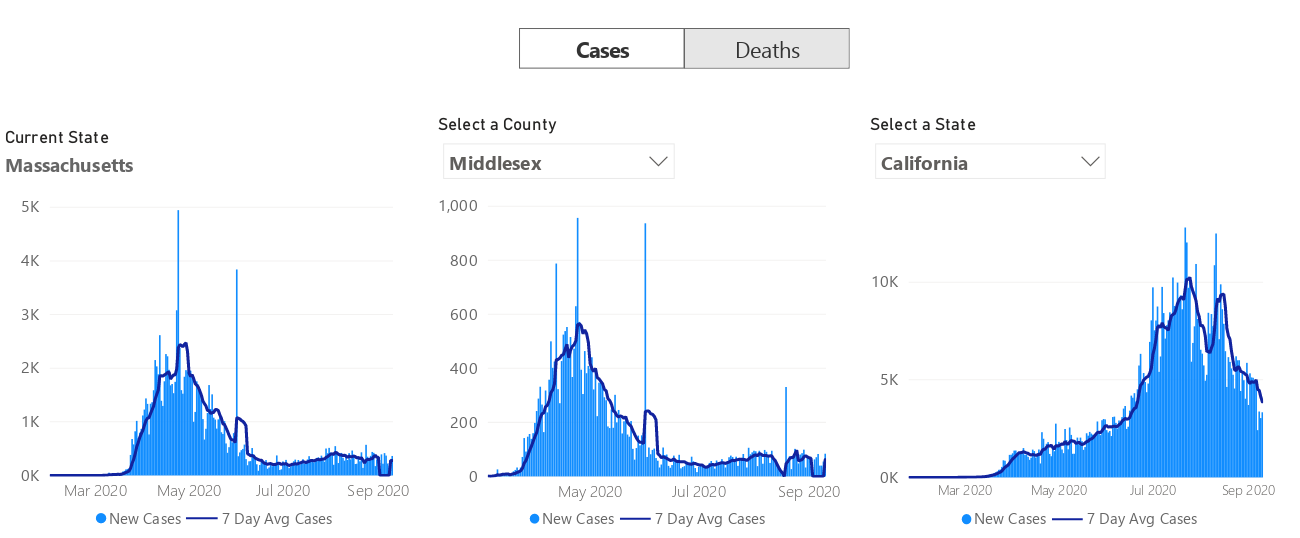 Cases Deaths
Current State
Massachusetts
5K
4K
3K
2K
1K
0K
Mar 2020 May 2020 Jul 2020 Sep 2020
New Cases 7 Day Avg Cases
Select a County
Middlesex
1,000
800
600
400
200
0
May 2020 Jul 2020 Sep 2020
New Cases 7 Day Avg Cases
Select a State
California
10K
5K
0K
Mar 2020 May 2020 Jul 2020 Sep 2020
New Cases 7 Day Avg Cases